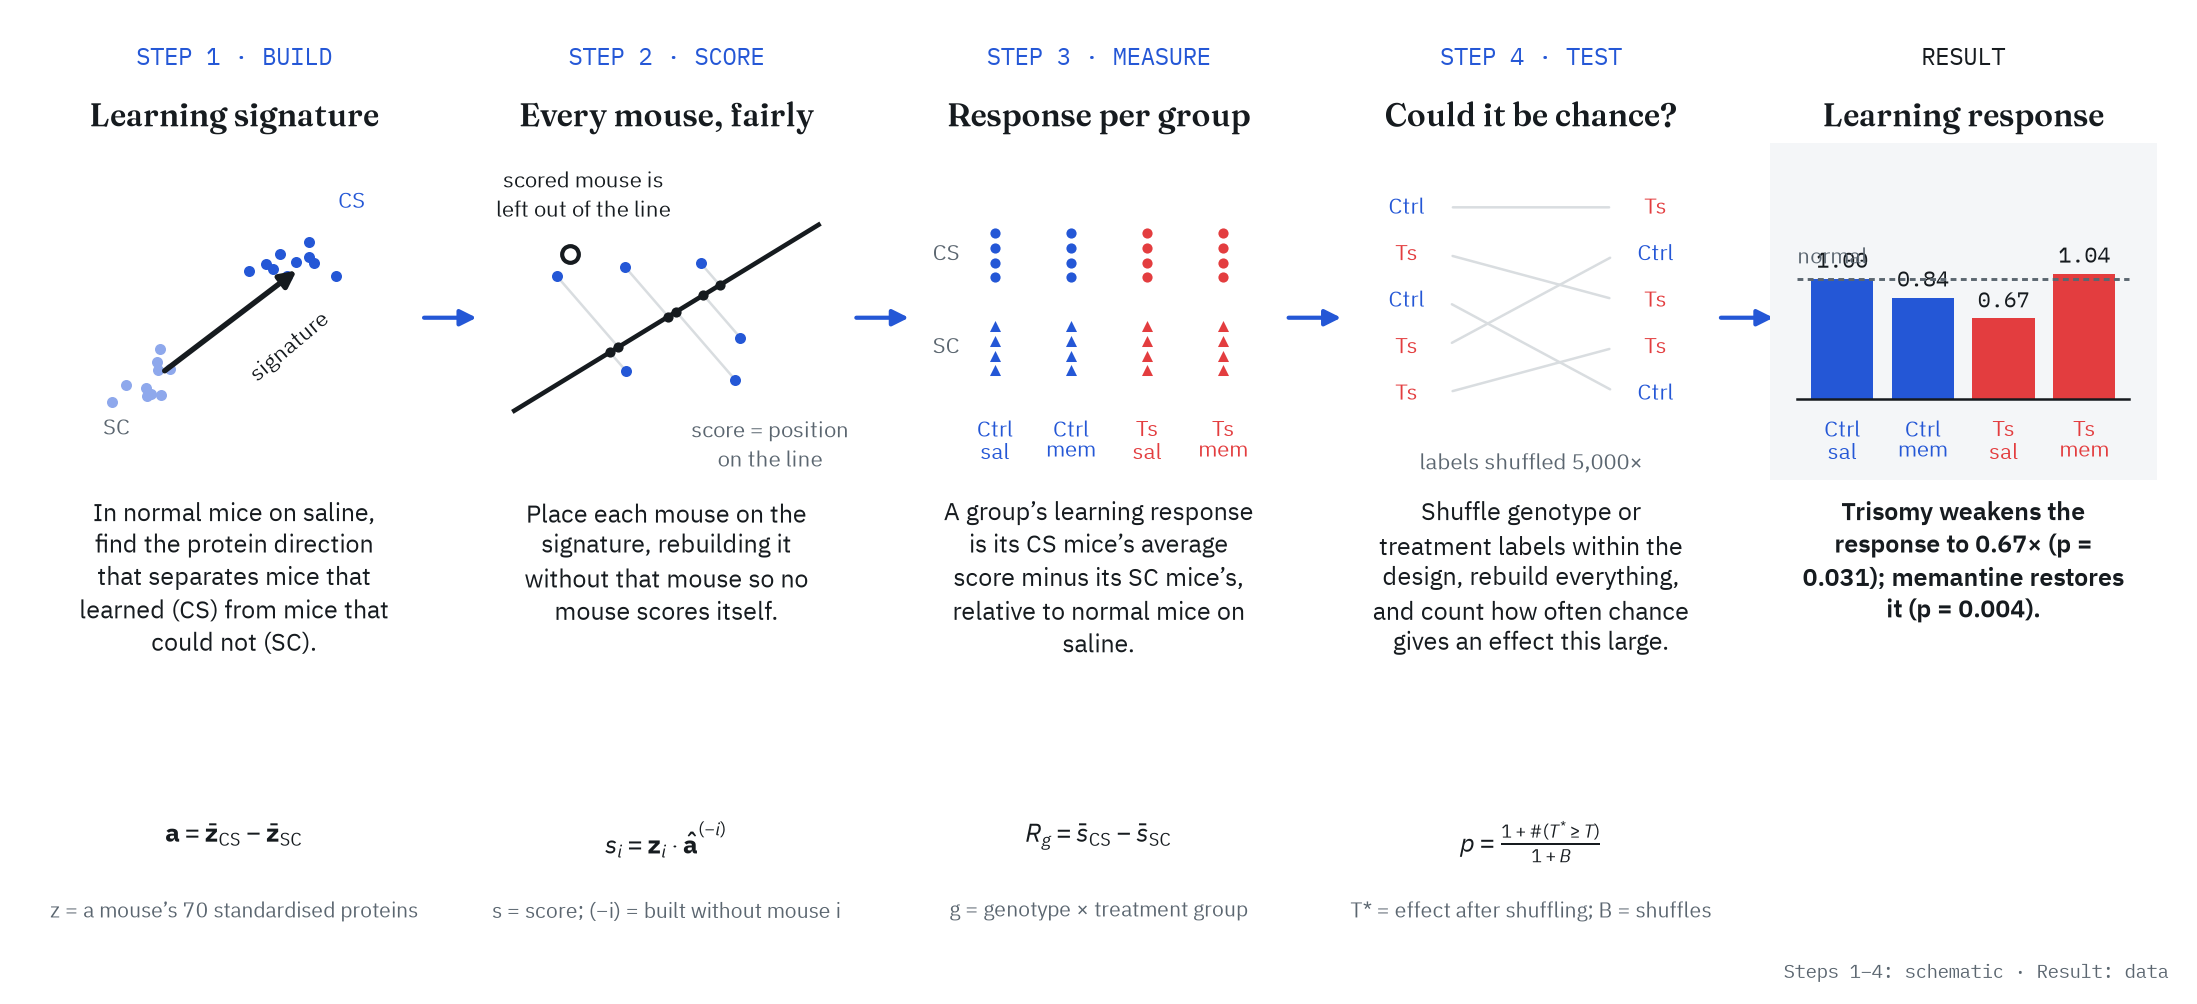 STEP 1 · BUILD
Learning signature
CS
signature
SC
In normal mice on saline,
find the protein direction
that separates mice that
learned (CS) from mice that
could not (SC).
a = z̄CS − z̄SC
z = a mouse’s 70 standardised proteins
STEP 2 · SCORE
Every mouse, fairly
scored mouse is
left out of the line
score = position
on the line
Place each mouse on the
signature, rebuilding it
without that mouse so no
mouse scores itself.
sᵢ = zᵢ · â⁽⁻ⁱ⁾
s = score; (−i) = built without mouse i
STEP 3 · MEASURE
Response per group
CS
SC
Ctrl sal
Ctrl mem
Ts sal
Ts mem
A group’s learning response
is its CS mice’s average
score minus its SC mice’s,
relative to normal mice on
saline.
Rg = s̄CS − s̄SC
g = genotype × treatment group
STEP 4 · TEST
Could it be chance?
Ctrl Ts
Ts Ctrl
Ctrl Ts
Ts Ts
Ts Ctrl
labels shuffled 5,000×
Shuffle genotype or
treatment labels within the
design, rebuild everything,
and count how often chance
gives an effect this large.
p = 1 + #(T* ≥ T) / 1 + B
T* = effect after shuffling; B = shuffles
RESULT
Learning response
normal
1.00
0.84
0.67
1.04
Ctrl sal
Ctrl mem
Ts sal
Ts mem
Trisomy weakens the
response to 0.67× (p =
0.031); memantine restores
it (p = 0.004).
Steps 1–4: schematic · Result: data